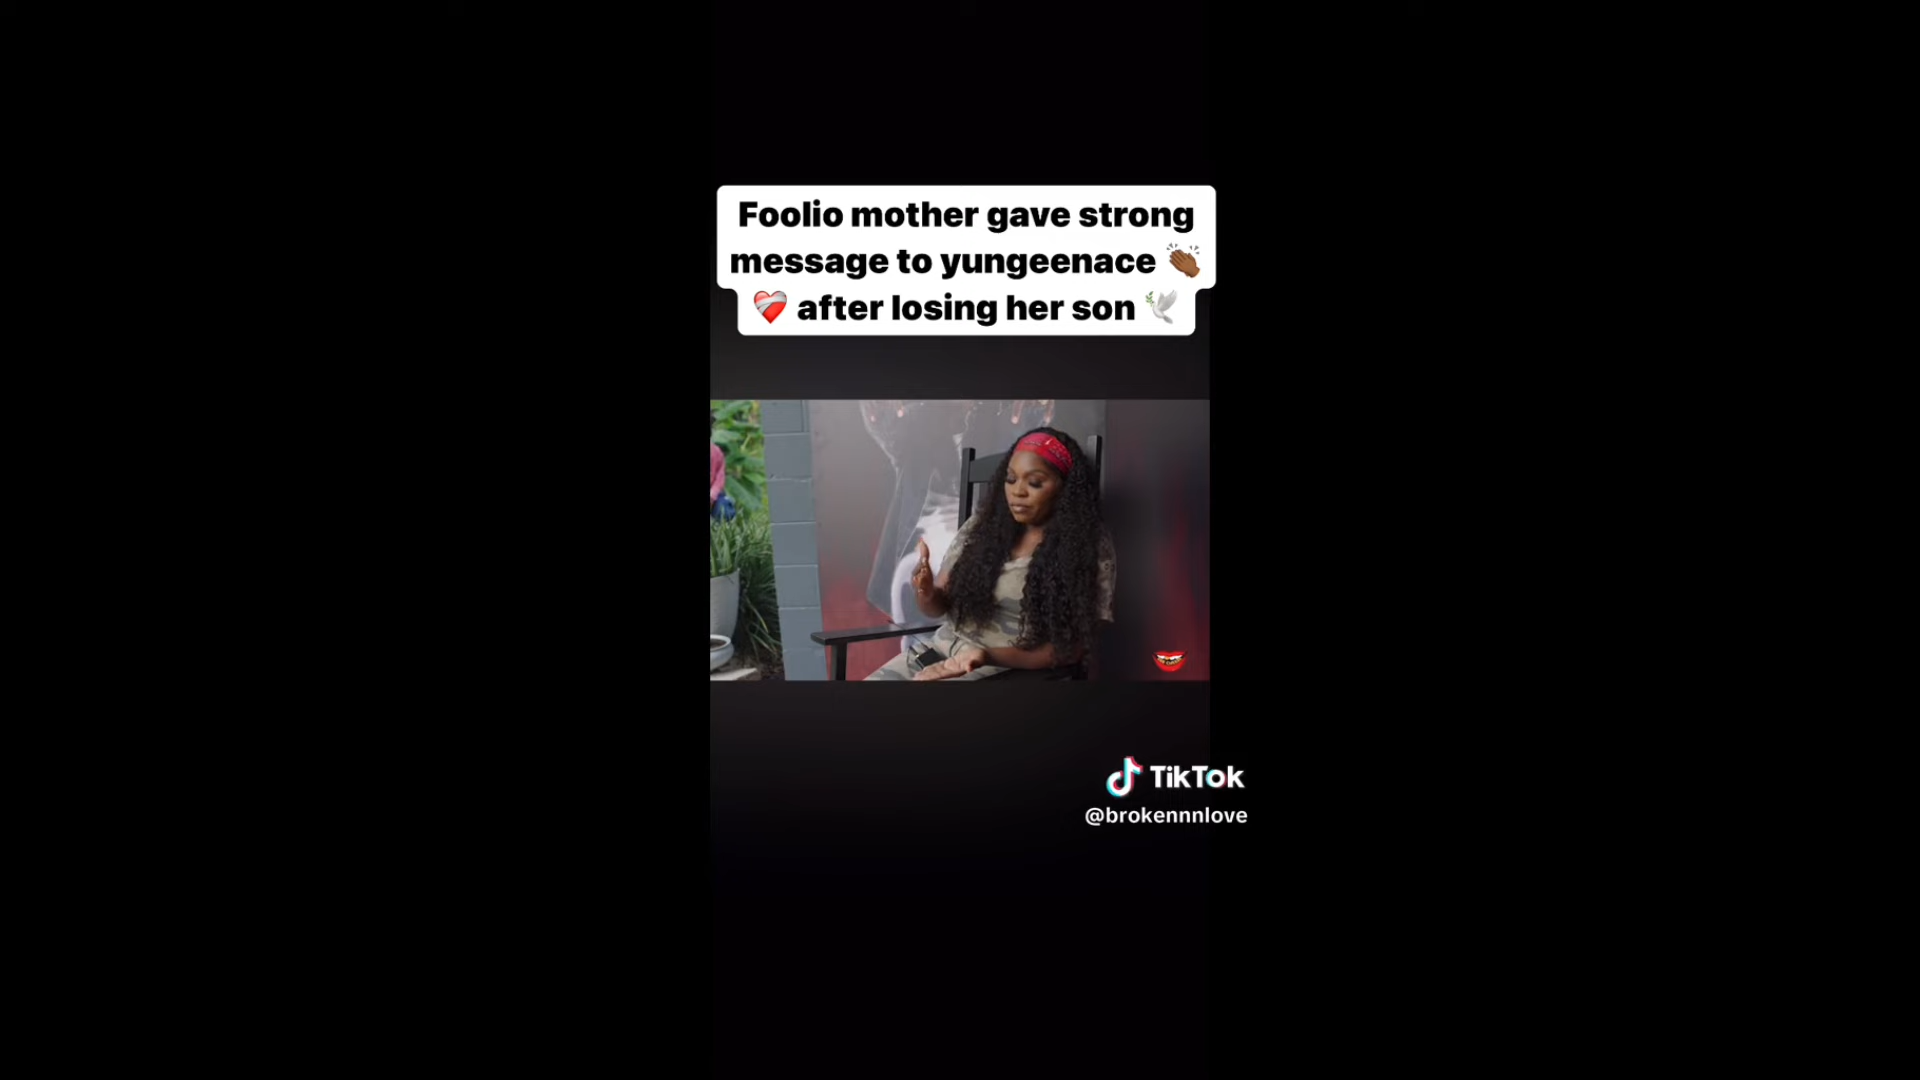 Foolio mother gave strong
message to yungeenace 👏🏾
❤️‍🩹 after losing her son 🕊️
TikTok
@brokennnlove